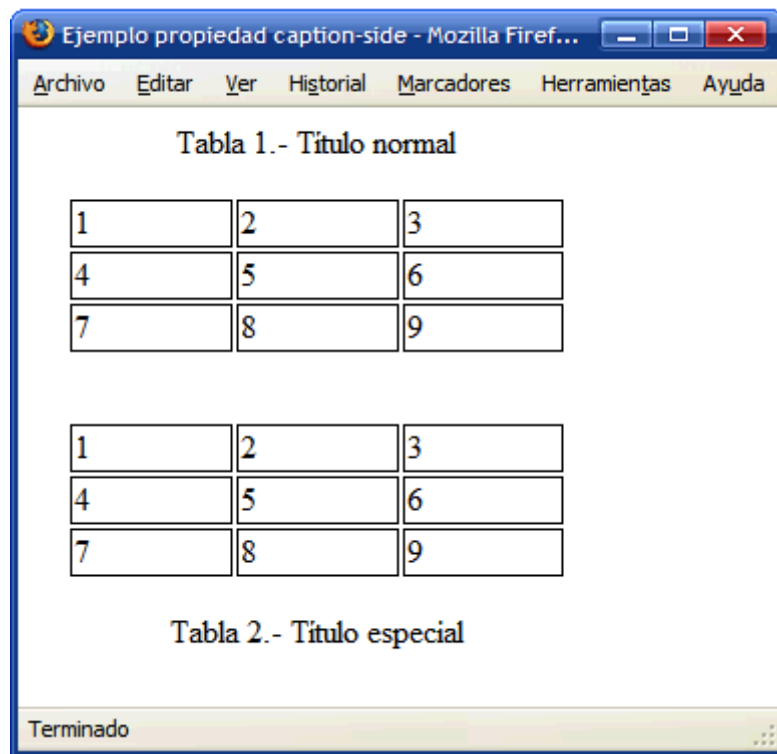 Ejemplo propiedad caption-side - Mozilla Firef...
Archivo Editar Ver Historial Marcadores Herramientas Ayuda
Tabla 1.- Título normal
1 2 3
4 5 6
7 8 9
1 2 3
4 5 6
7 8 9
Tabla 2.- Título especial
Terminado